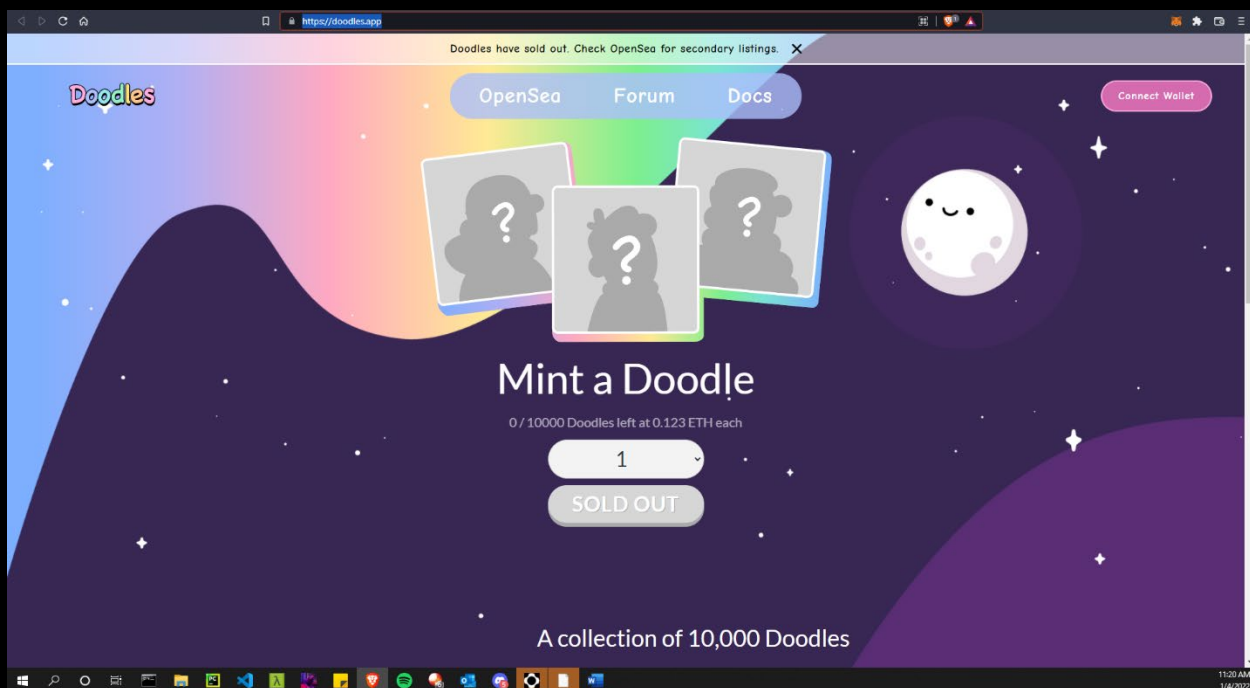 https://doodles.app
Doodles have sold out. Check OpenSea for secondary listings.
Doodles
OpenSea Forum Docs
Connect Wallet
? ? ?
Mint a Doodle
0 / 10000 Doodles left at 0.123 ETH each
1
SOLD OUT
A collection of 10,000 Doodles
11:20 AM